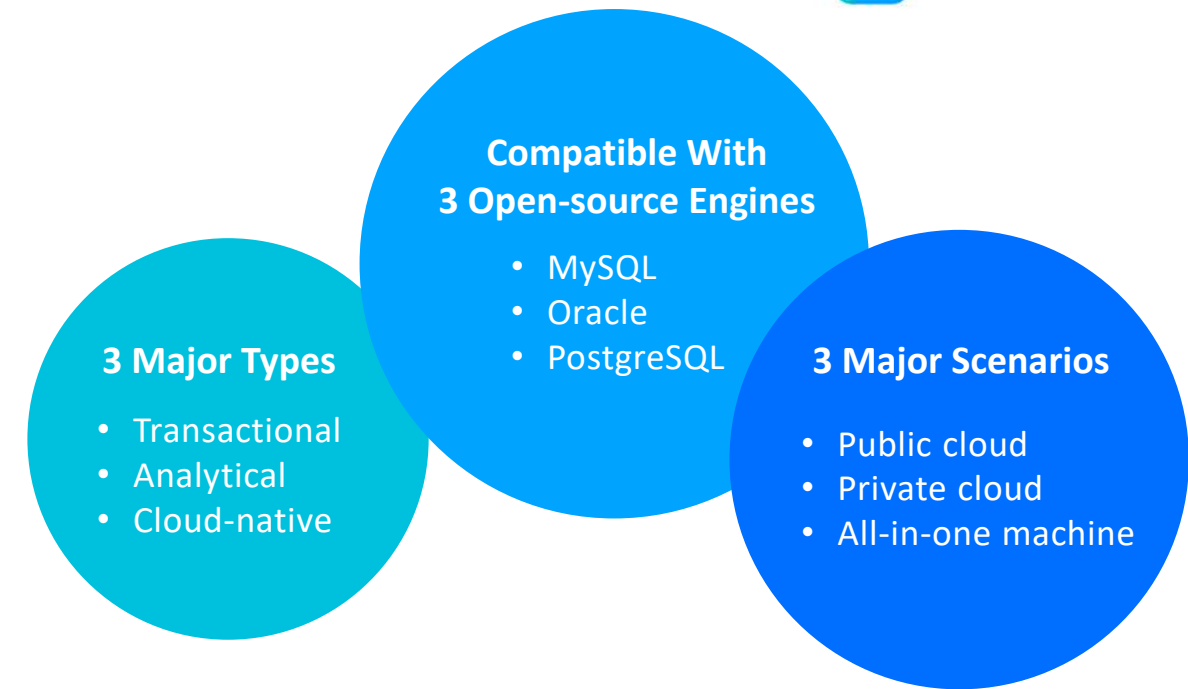 Compatible With
3 Open-source Engines
• MySQL
• Oracle
• PostgreSQL
3 Major Types
• Transactional
• Analytical
• Cloud-native
3 Major Scenarios
• Public cloud
• Private cloud
• All-in-one machine